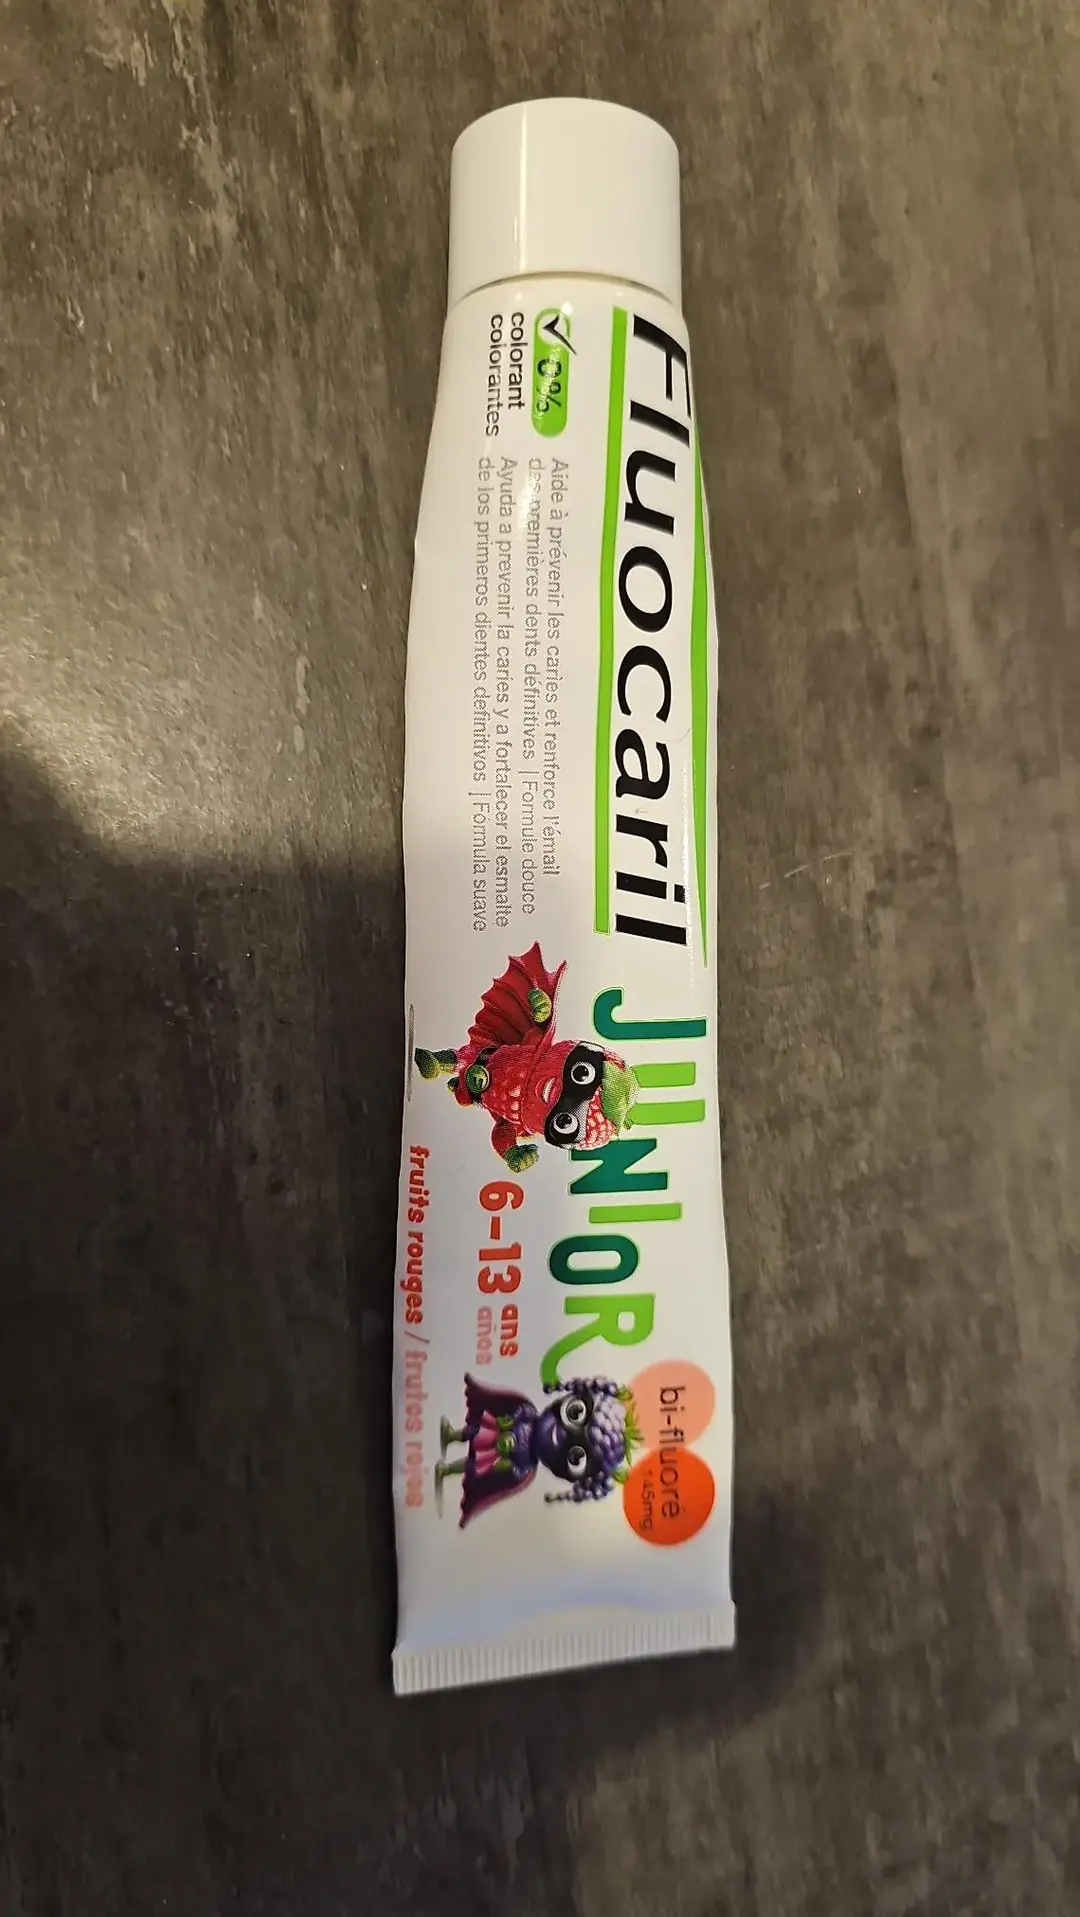 Fluocaril
JUNIOR
bi-fluoré
145mg
0%
colorant
colorantes
Aide à prévenir les caries et renforce l'émail
des premières dents définitives | Formule douce
Ayuda a prevenir la caries y a fortalecer el esmalte
de los primeros dientes definitivos | Fórmula suave
6-13 ans
años
fruits rouges / frutos rojos